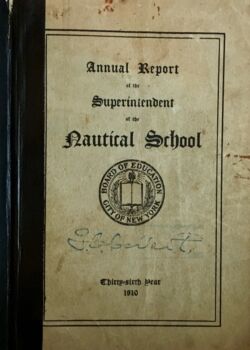 Annual Report
of the
Superintendent
of the
Nautical School
BOARD OF EDUCATION
CITY OF NEW YORK
Thirty-sixth Year
1910